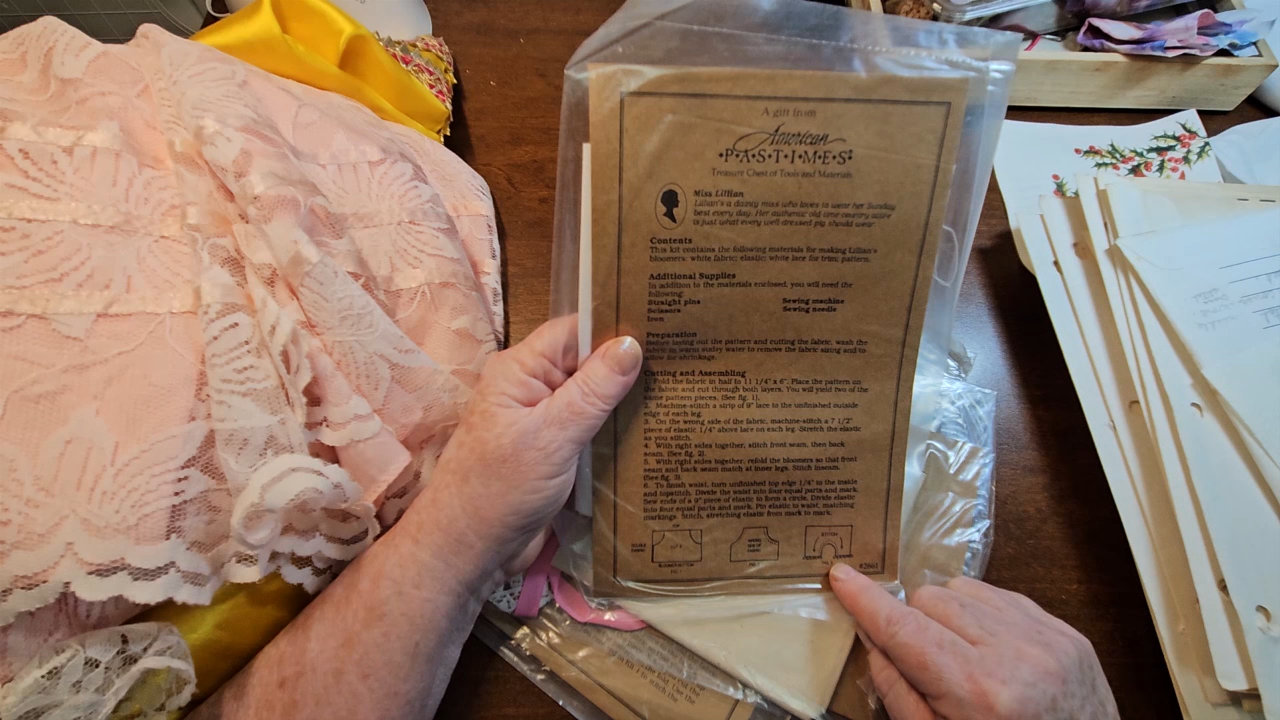 A gift from
American
P•A•S•T•I•M•E•S
Treasure Chest of Tools and Materials
Miss Lillian
Lillian's a dainty miss who loves to wear her Sunday
best every day. Her authentic old-time country attire
is just what every well-dressed pig should wear.
Contents
This kit contains the following materials for making Lillian's
bloomers: white fabric; elastic; white lace for trim; pattern.
Additional Supplies
In addition to the materials enclosed, you will need the
following:
Straight pins Sewing machine
Scissors Sewing needle
Iron
Preparation
Before laying out the pattern and cutting the fabric, wash the
fabric in warm sudsy water to remove the fabric sizing and to
allow for shrinkage.
Cutting and Assembling
1. Fold the fabric in half to 11 1/4" x 6". Place the pattern on
the fabric and cut through both layers. You will yield two of the
same pattern pieces. (See fig. 1).
2. Machine-stitch a strip of 9" lace to the unfinished outside
edge of each leg.
3. On the wrong side of the fabric, machine-stitch a 7 1/2"
piece of elastic 1/4" above lace on each leg. Stretch the elastic
as you stitch.
4. With right sides together, stitch front seam, then back
seam. (See fig. 2).
5. With right sides together, refold the bloomers so that front
seam and back seam match at inner legs. Stitch inseam.
(See fig. 3).
6. To finish waist, turn unfinished top edge 1/4" to the inside
and topstitch. Divide the waist into four equal parts and mark.
Sew ends of a 9" piece of elastic to form a circle. Divide elastic
into four equal parts and mark. Pin elastic to waist, matching
markings. Stitch, stretching elastic from mark to mark.
STITCH
#2661